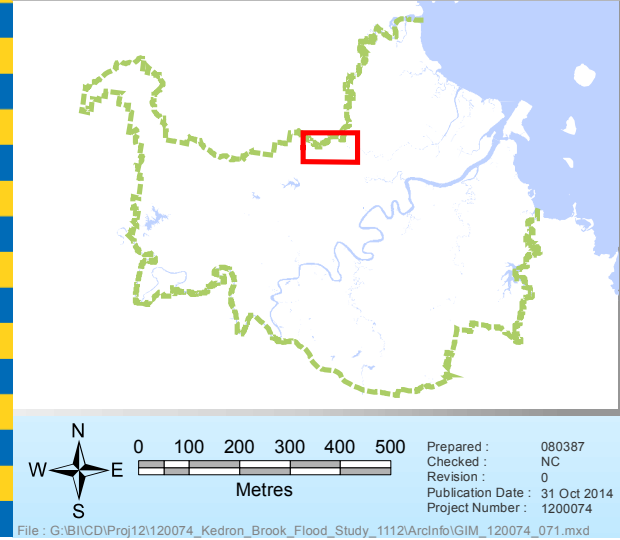 N
W E
S
0 100 200 300 400 500
Metres
Prepared : 080387
Checked : NC
Revision : 0
Publication Date : 31 Oct 2014
Project Number : 1200074
File : G:\BI\CD\Proj12\120074_Kedron_Brook_Flood_Study_1112\ArcInfo\GIM_120074_071.mxd